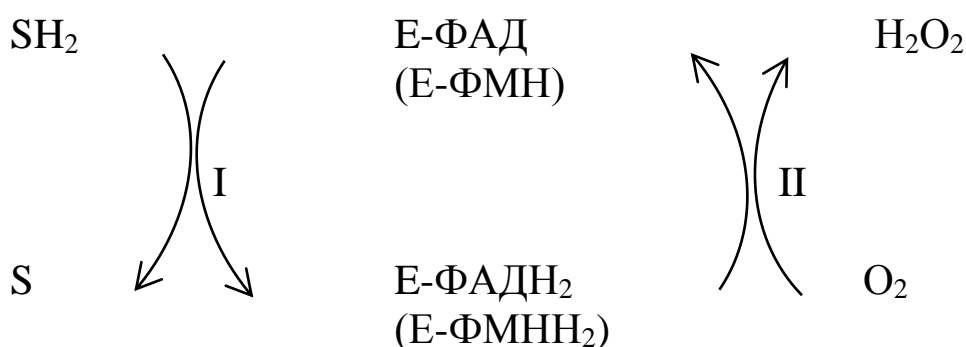 SH₂ Е-ФАД H₂O₂
(Е-ФМН)
I II
S Е-ФАДН₂ O₂
(Е-ФМНН₂)